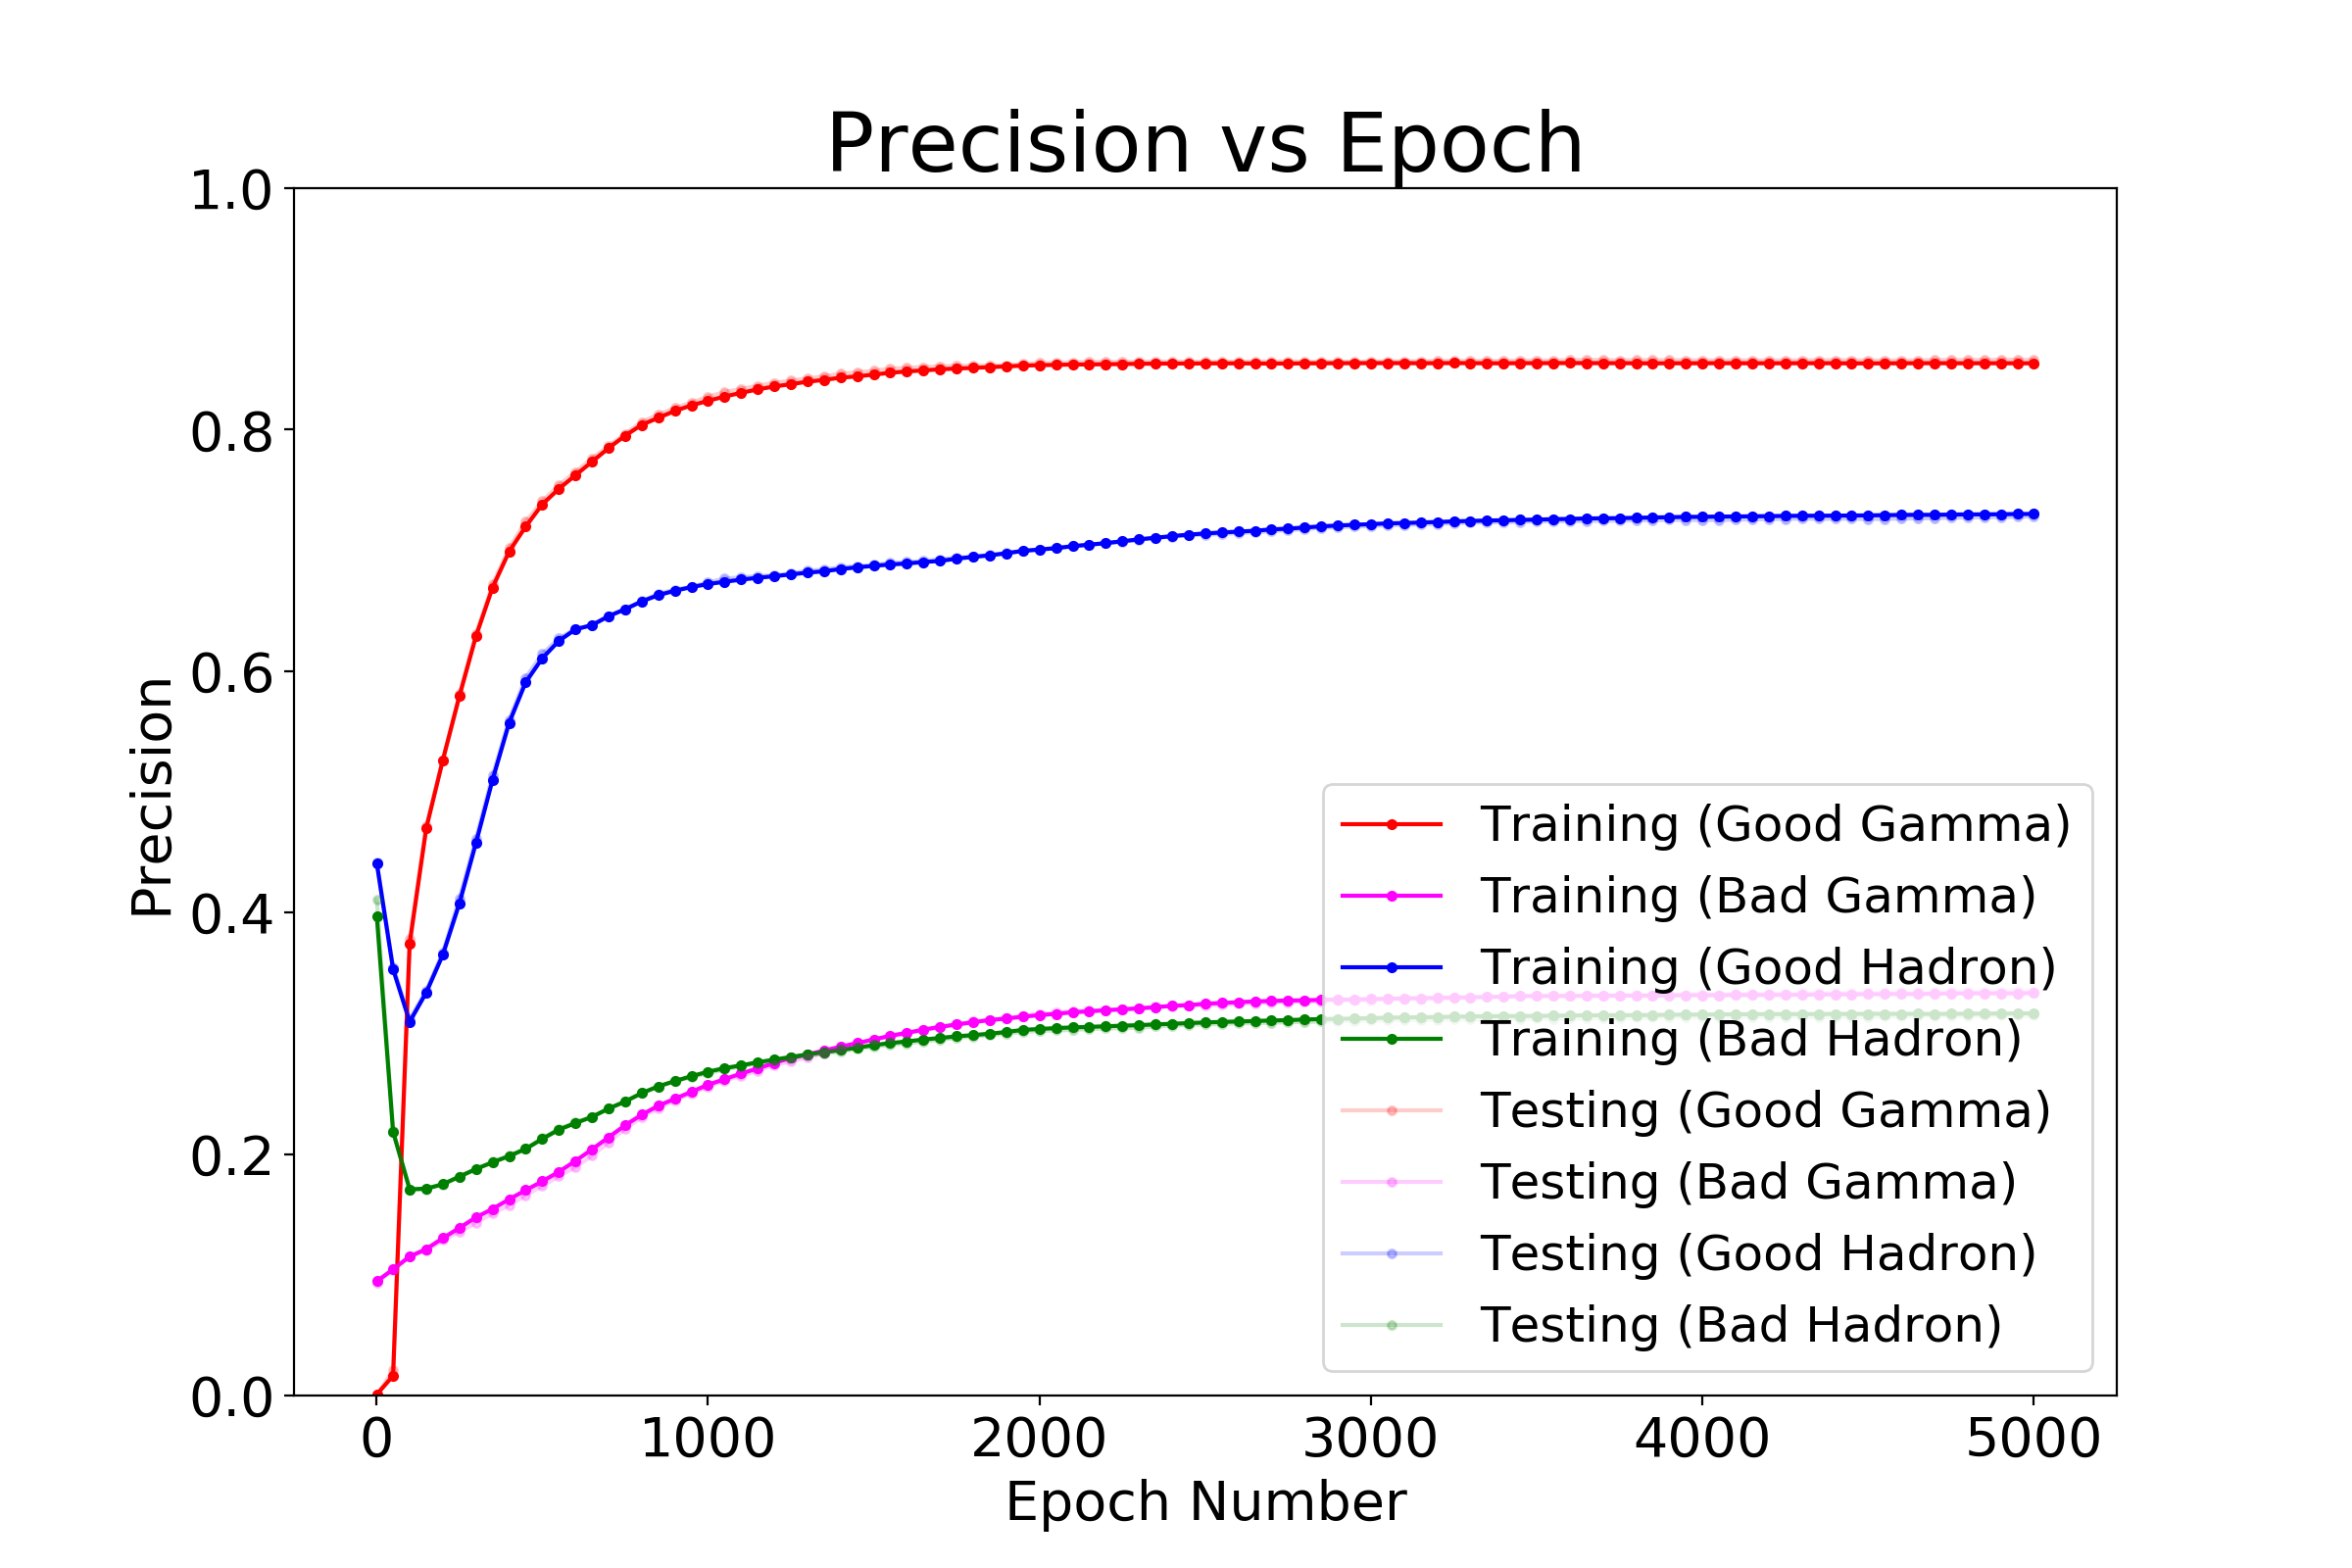 Precision vs Epoch
1.0
0.8
0.6
0.4
0.2
0.0
Precision
0 1000 2000 3000 4000 5000
Epoch Number
Training (Good Gamma)
Training (Bad Gamma)
Training (Good Hadron)
Training (Bad Hadron)
Testing (Good Gamma)
Testing (Bad Gamma)
Testing (Good Hadron)
Testing (Bad Hadron)